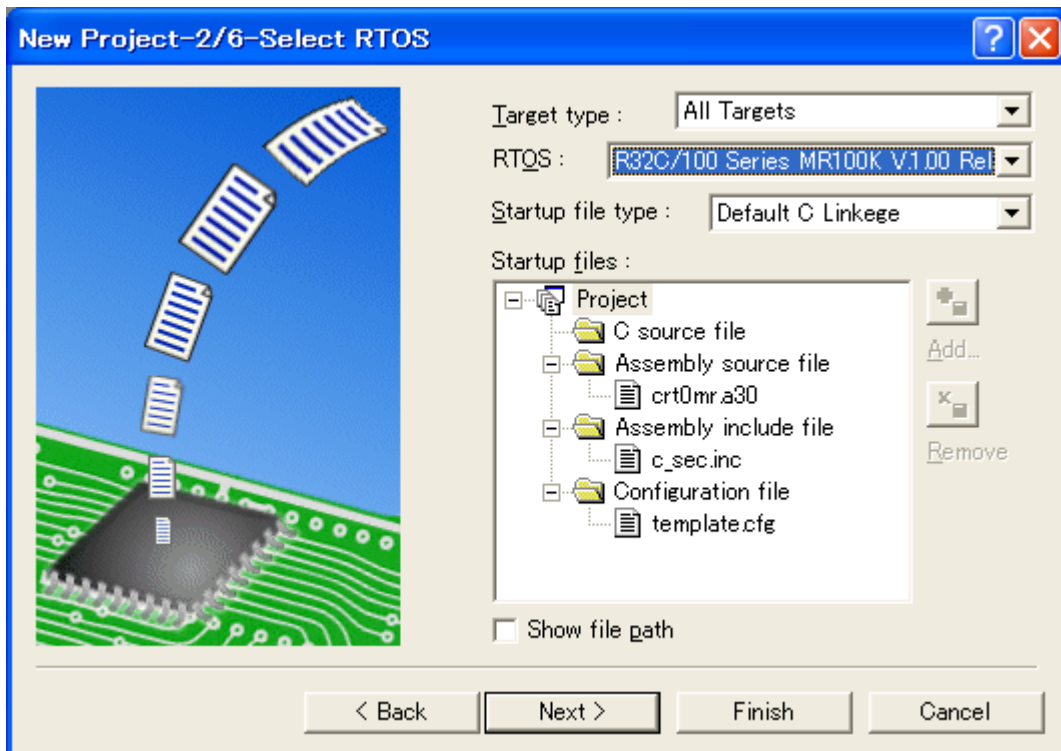 New Project-2/6-Select RTOS
Target type : All Targets
RTOS : R32C/100 Series MR100K V.1.00 Rel
Startup file type : Default C Linkege
Startup files :
Project
C source file
Assembly source file
crt0mr.a30
Assembly include file
c_sec.inc
Configuration file
template.cfg
Add...
Remove
Show file path
< Back Next > Finish Cancel